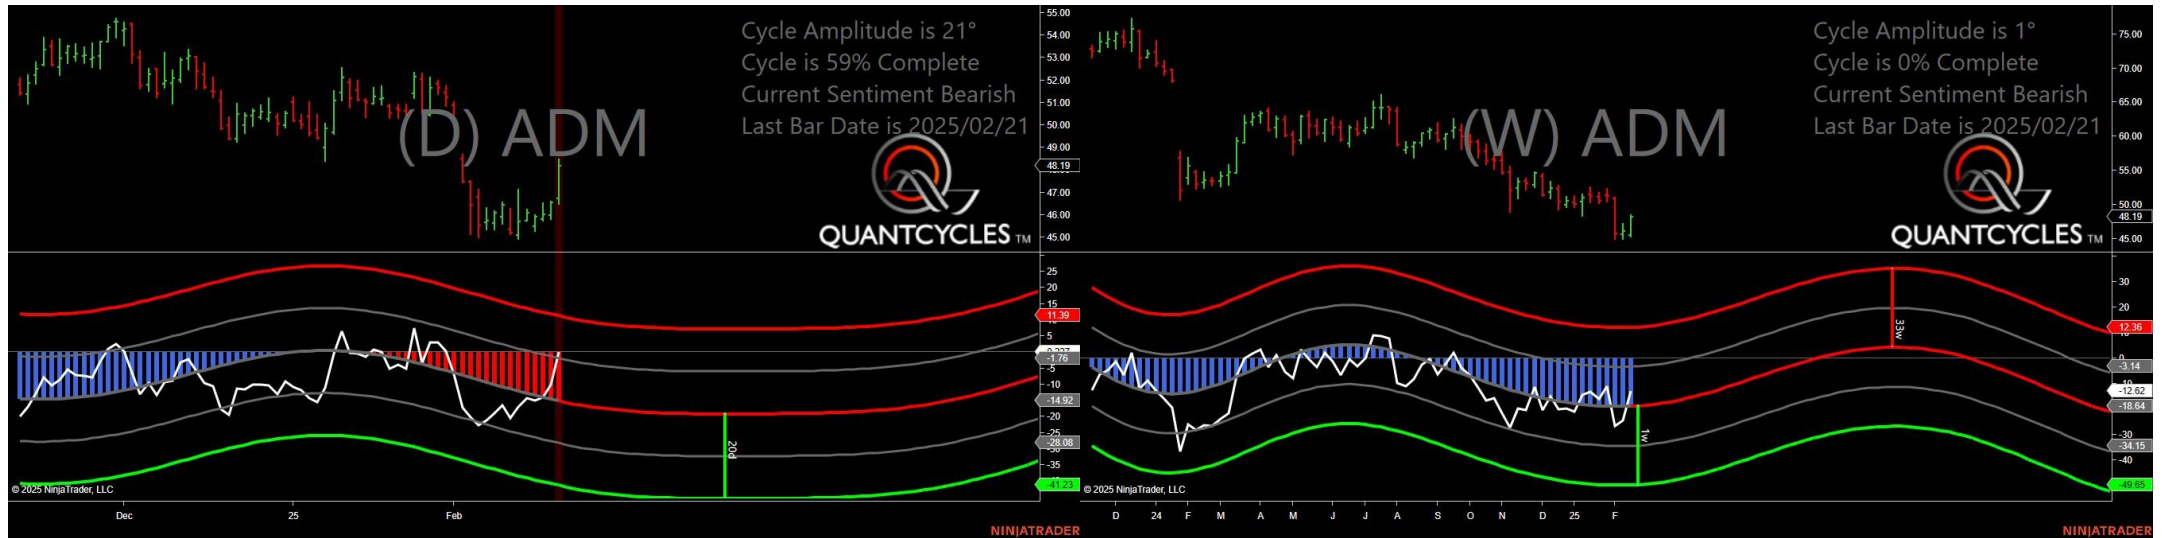 Cycle Amplitude is 21°
Cycle is 59% Complete
Current Sentiment Bearish
Last Bar Date is 2025/02/21
(D) ADM
QUANTCYCLES TM
55.00
54.00
53.00
52.00
51.00
50.00
49.00
48.19
47.00
46.00
45.00
25
20
15
11.39
5
-1.76
-5
-10
-14.92
-20
-25
-28.08
-35
-41.23
20d
© 2025 NinjaTrader, LLC
Dec 25 Feb
NINJATRADER
Cycle Amplitude is 1°
Cycle is 0% Complete
Current Sentiment Bearish
Last Bar Date is 2025/02/21
(W) ADM
QUANTCYCLES TM
75.00
70.00
65.00
60.00
55.00
50.00
48.19
45.00
30
20
12.36
0
-3.14
-12.62
-18.64
-30
-34.15
-40
-49.65
33w
1w
© 2025 NinjaTrader, LLC
D 24 F M A M J J A S O N D 25 F
NINJATRADER